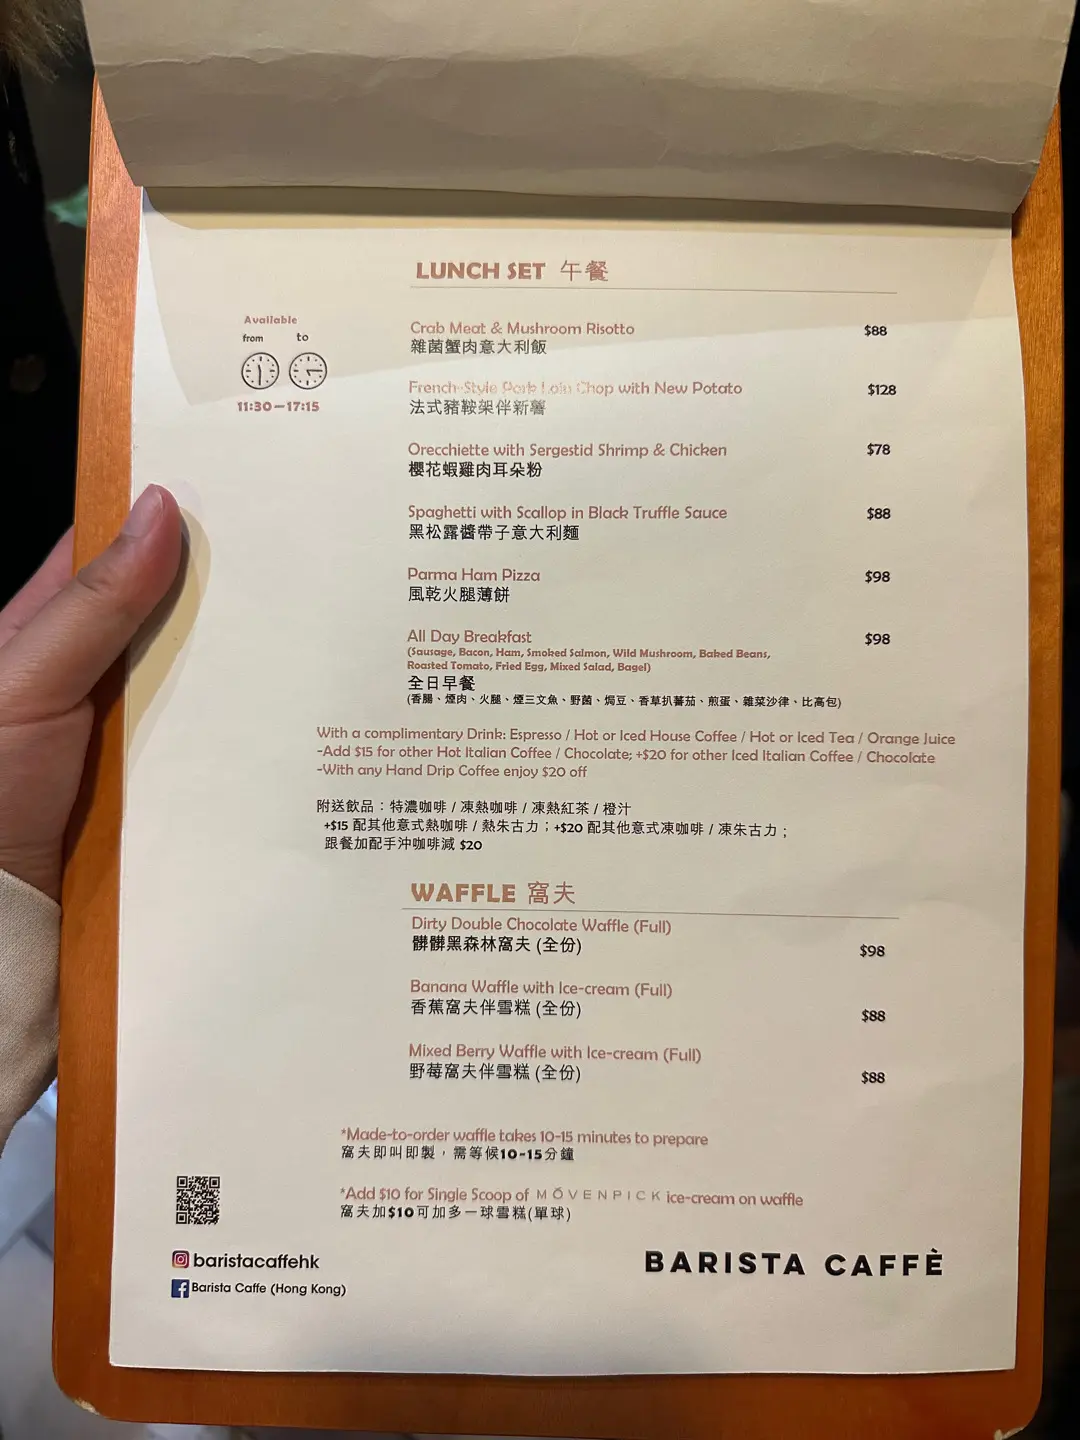 LUNCH SET 午餐
Available
from to
11:30-17:15
Crab Meat & Mushroom Risotto $88
雜菌蟹肉意大利飯
French-Style Pork Loin Chop with New Potato $128
法式豬鞍架伴新薯
Orecchiette with Sergestid Shrimp & Chicken $78
櫻花蝦雞肉耳朵粉
Spaghetti with Scallop in Black Truffle Sauce $88
黑松露醬帶子意大利麵
Parma Ham Pizza $98
風乾火腿薄餅
All Day Breakfast $98
(Sausage, Bacon, Ham, Smoked Salmon, Wild Mushroom, Baked Beans,
Roasted Tomato, Fried Egg, Mixed Salad, Bagel)
全日早餐
(香腸、煙肉、火腿、煙三文魚、野菌、焗豆、香草扒蕃茄、煎蛋、雜菜沙律、比高包)
With a complimentary Drink: Espresso / Hot or Iced House Coffee / Hot or Iced Tea / Orange Juice
-Add $15 for other Hot Italian Coffee / Chocolate; +$20 for other Iced Italian Coffee / Chocolate
-With any Hand Drip Coffee enjoy $20 off
附送飲品：特濃咖啡 / 凍熱咖啡 / 凍熱紅茶 / 橙汁
+$15 配其他意式熱咖啡 / 熱朱古力；+$20 配其他意式凍咖啡 / 凍朱古力；
跟餐加配手沖咖啡減 $20
WAFFLE 窩夫
Dirty Double Chocolate Waffle (Full)
髒髒黑森林窩夫 (全份) $98
Banana Waffle with Ice-cream (Full)
香蕉窩夫伴雪糕 (全份) $88
Mixed Berry Waffle with Ice-cream (Full)
野莓窩夫伴雪糕 (全份) $88
*Made-to-order waffle takes 10-15 minutes to prepare
窩夫即叫即製，需等候10-15分鐘
*Add $10 for Single Scoop of MÖVENPICK ice-cream on waffle
窩夫加$10可加多一球雪糕(單球)
baristacaffehk
Barista Caffe (Hong Kong)
BARISTA CAFFÈ